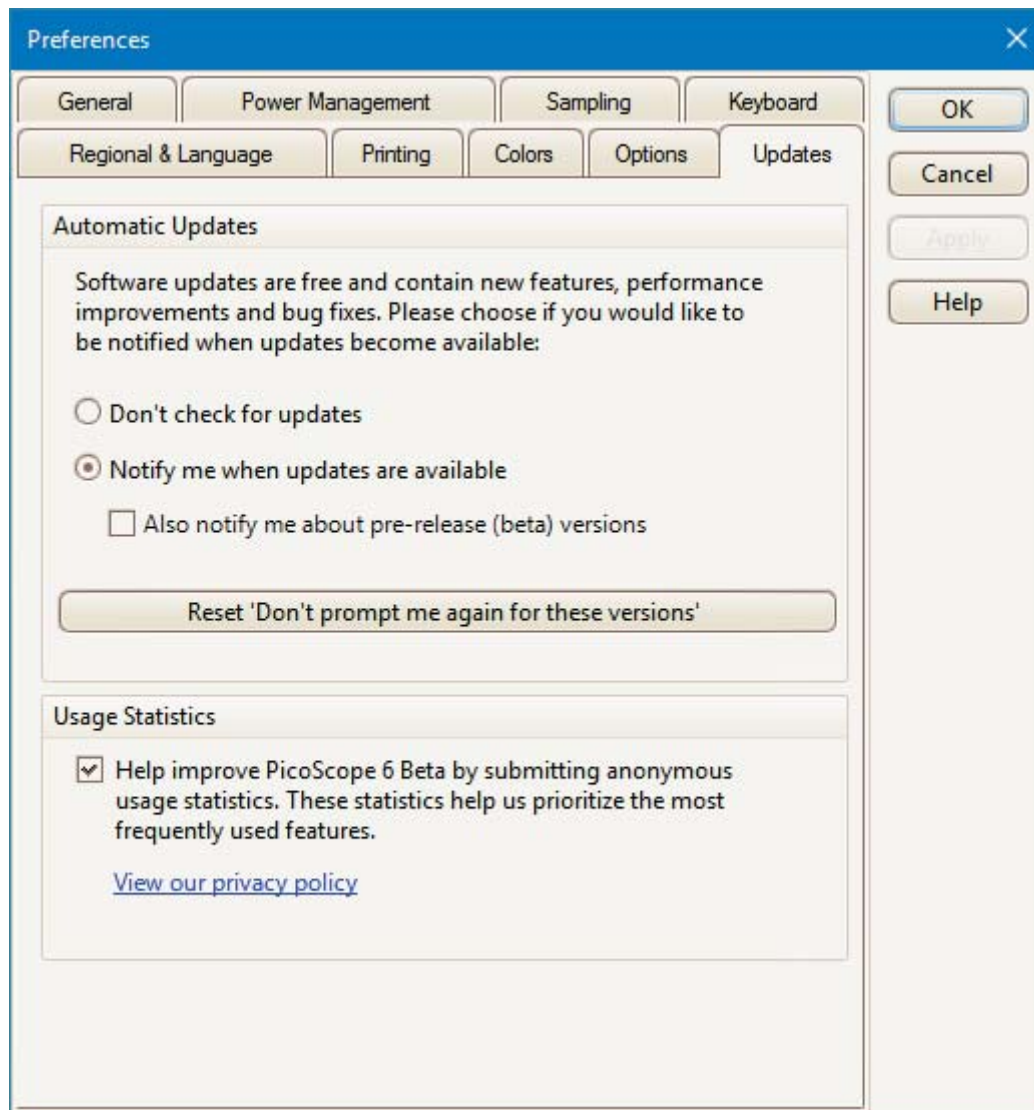 Preferences
General
Power Management
Sampling
Keyboard
OK
Regional & Language
Printing
Colors
Options
Updates
Cancel
Automatic Updates
Apply
Software updates are free and contain new features, performance
improvements and bug fixes. Please choose if you would like to
be notified when updates become available:
Help
Don't check for updates
Notify me when updates are available
Also notify me about pre-release (beta) versions
Reset 'Don't prompt me again for these versions'
Usage Statistics
Help improve PicoScope 6 Beta by submitting anonymous
usage statistics. These statistics help us prioritize the most
frequently used features.
View our privacy policy